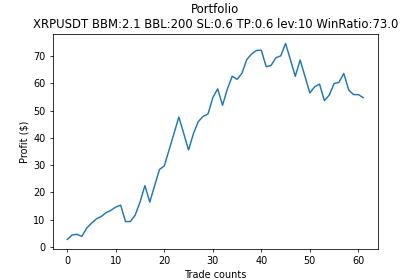 Portfolio
XRPUSDT BBM:2.1 BBL:200 SL:0.6 TP:0.6 lev:10 WinRatio:73.0
70
60
50
40
30
20
10
0
Profit ($)
0 10 20 30 40 50 60
Trade counts